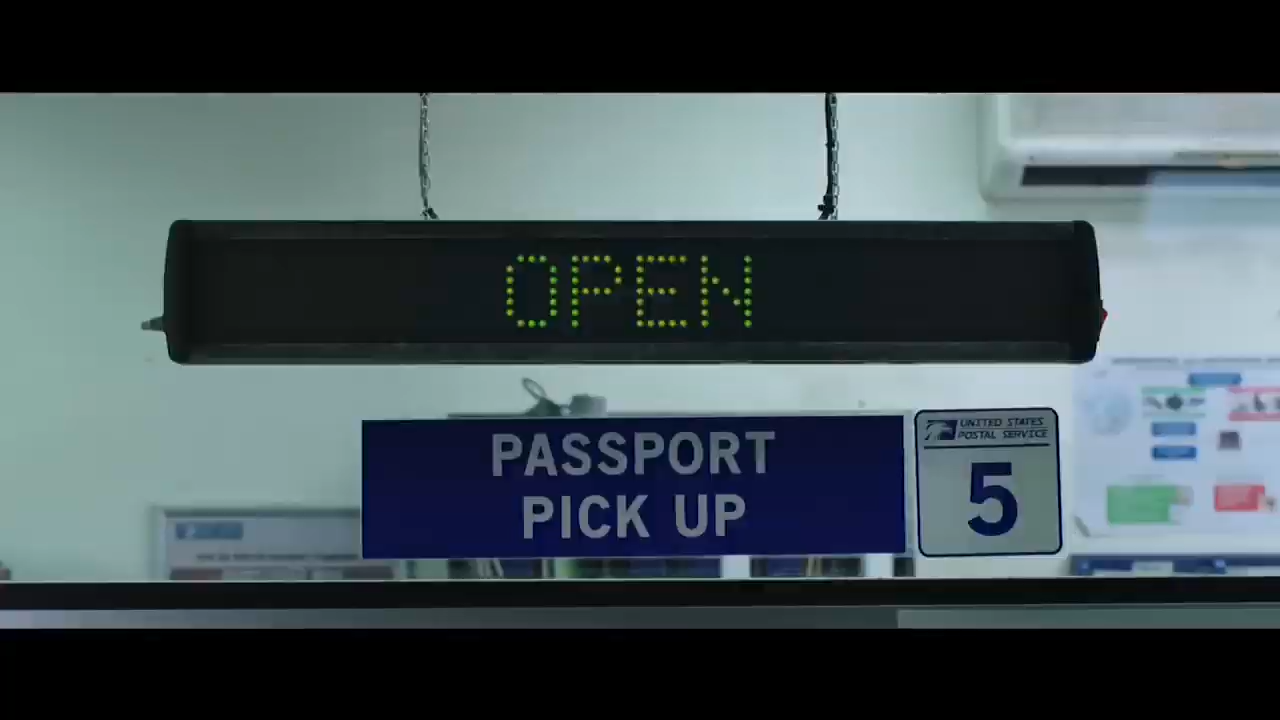 OPEN
PASSPORT
PICK UP
UNITED STATES
POSTAL SERVICE
5